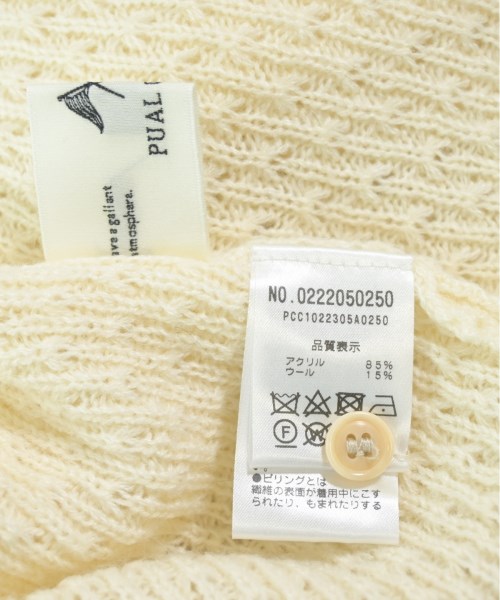 PUAL
ave a gallant
tmosphara.
NO.0222050250
PCC1022305A0250
品質表示
アクリル 85%
ウール 15%
F W
●ピリングとは
繊維の表面が着用中にこす
られたり、もまれたりする